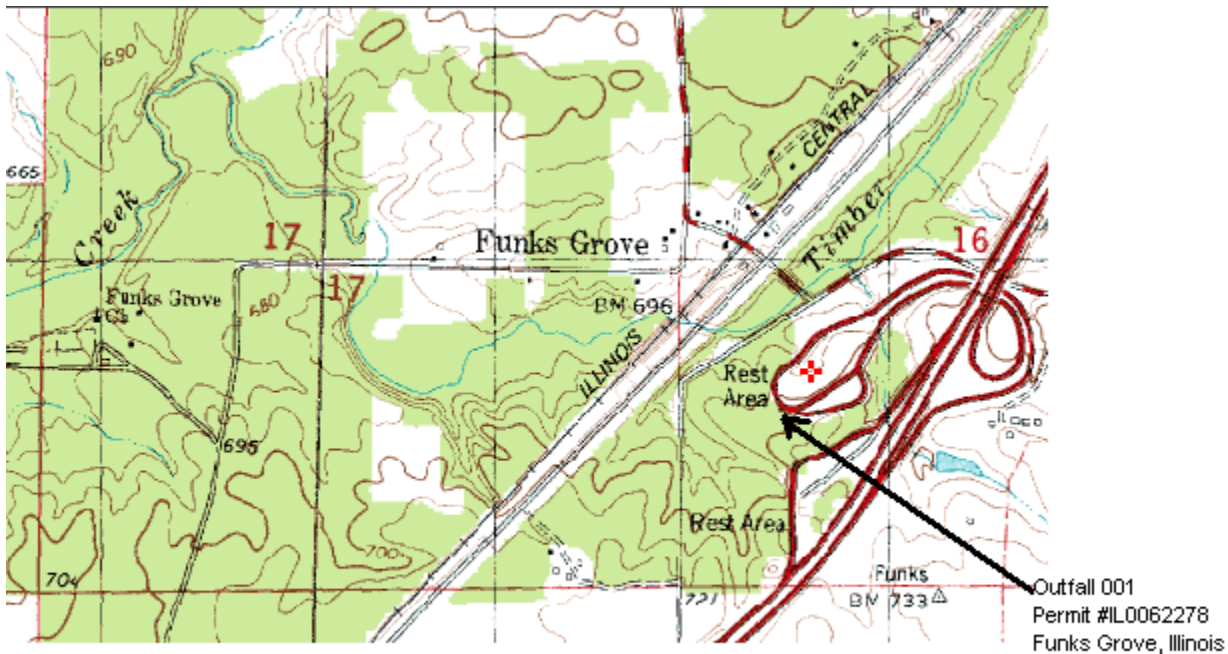 690
665
Creek
CENTRAL
Timber
17
Funks Grove
16
17
680
BM 696
Funks Grove
Ch
ILLINOIS
Rest
Area
695
700
Rest Area
704
Funks
721
BM 733
Outfall 001
Permit #IL0062278
Funks Grove, Illinois